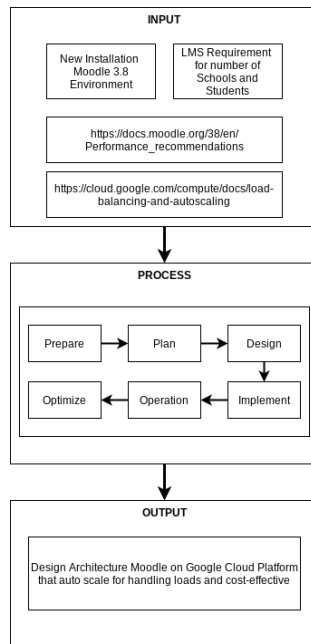 INPUT
New Installation
Moodle 3.8
Environment
LMS Requirement
for number of
Schools and
Students
https://docs.moodle.org/38/en/
Performance_recommendations
https://cloud.google.com/compute/docs/load-
balancing-and-autoscaling
PROCESS
Prepare
Plan
Design
Optimize
Operation
Implement
OUTPUT
Design Architecture Moodle on Google Cloud Platform
that auto scale for handling loads and cost-effective